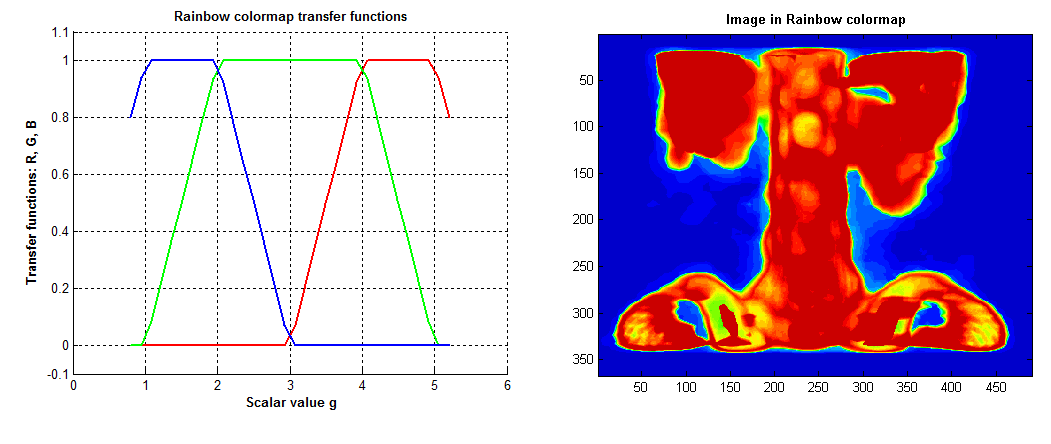 Rainbow colormap transfer functions
Transfer functions: R, G, B
1.1
1
0.8
0.6
0.4
0.2
0
-0.1
0 1 2 3 4 5 6
Scalar value g
Image in Rainbow colormap
50
100
150
200
250
300
350
50 100 150 200 250 300 350 400 450